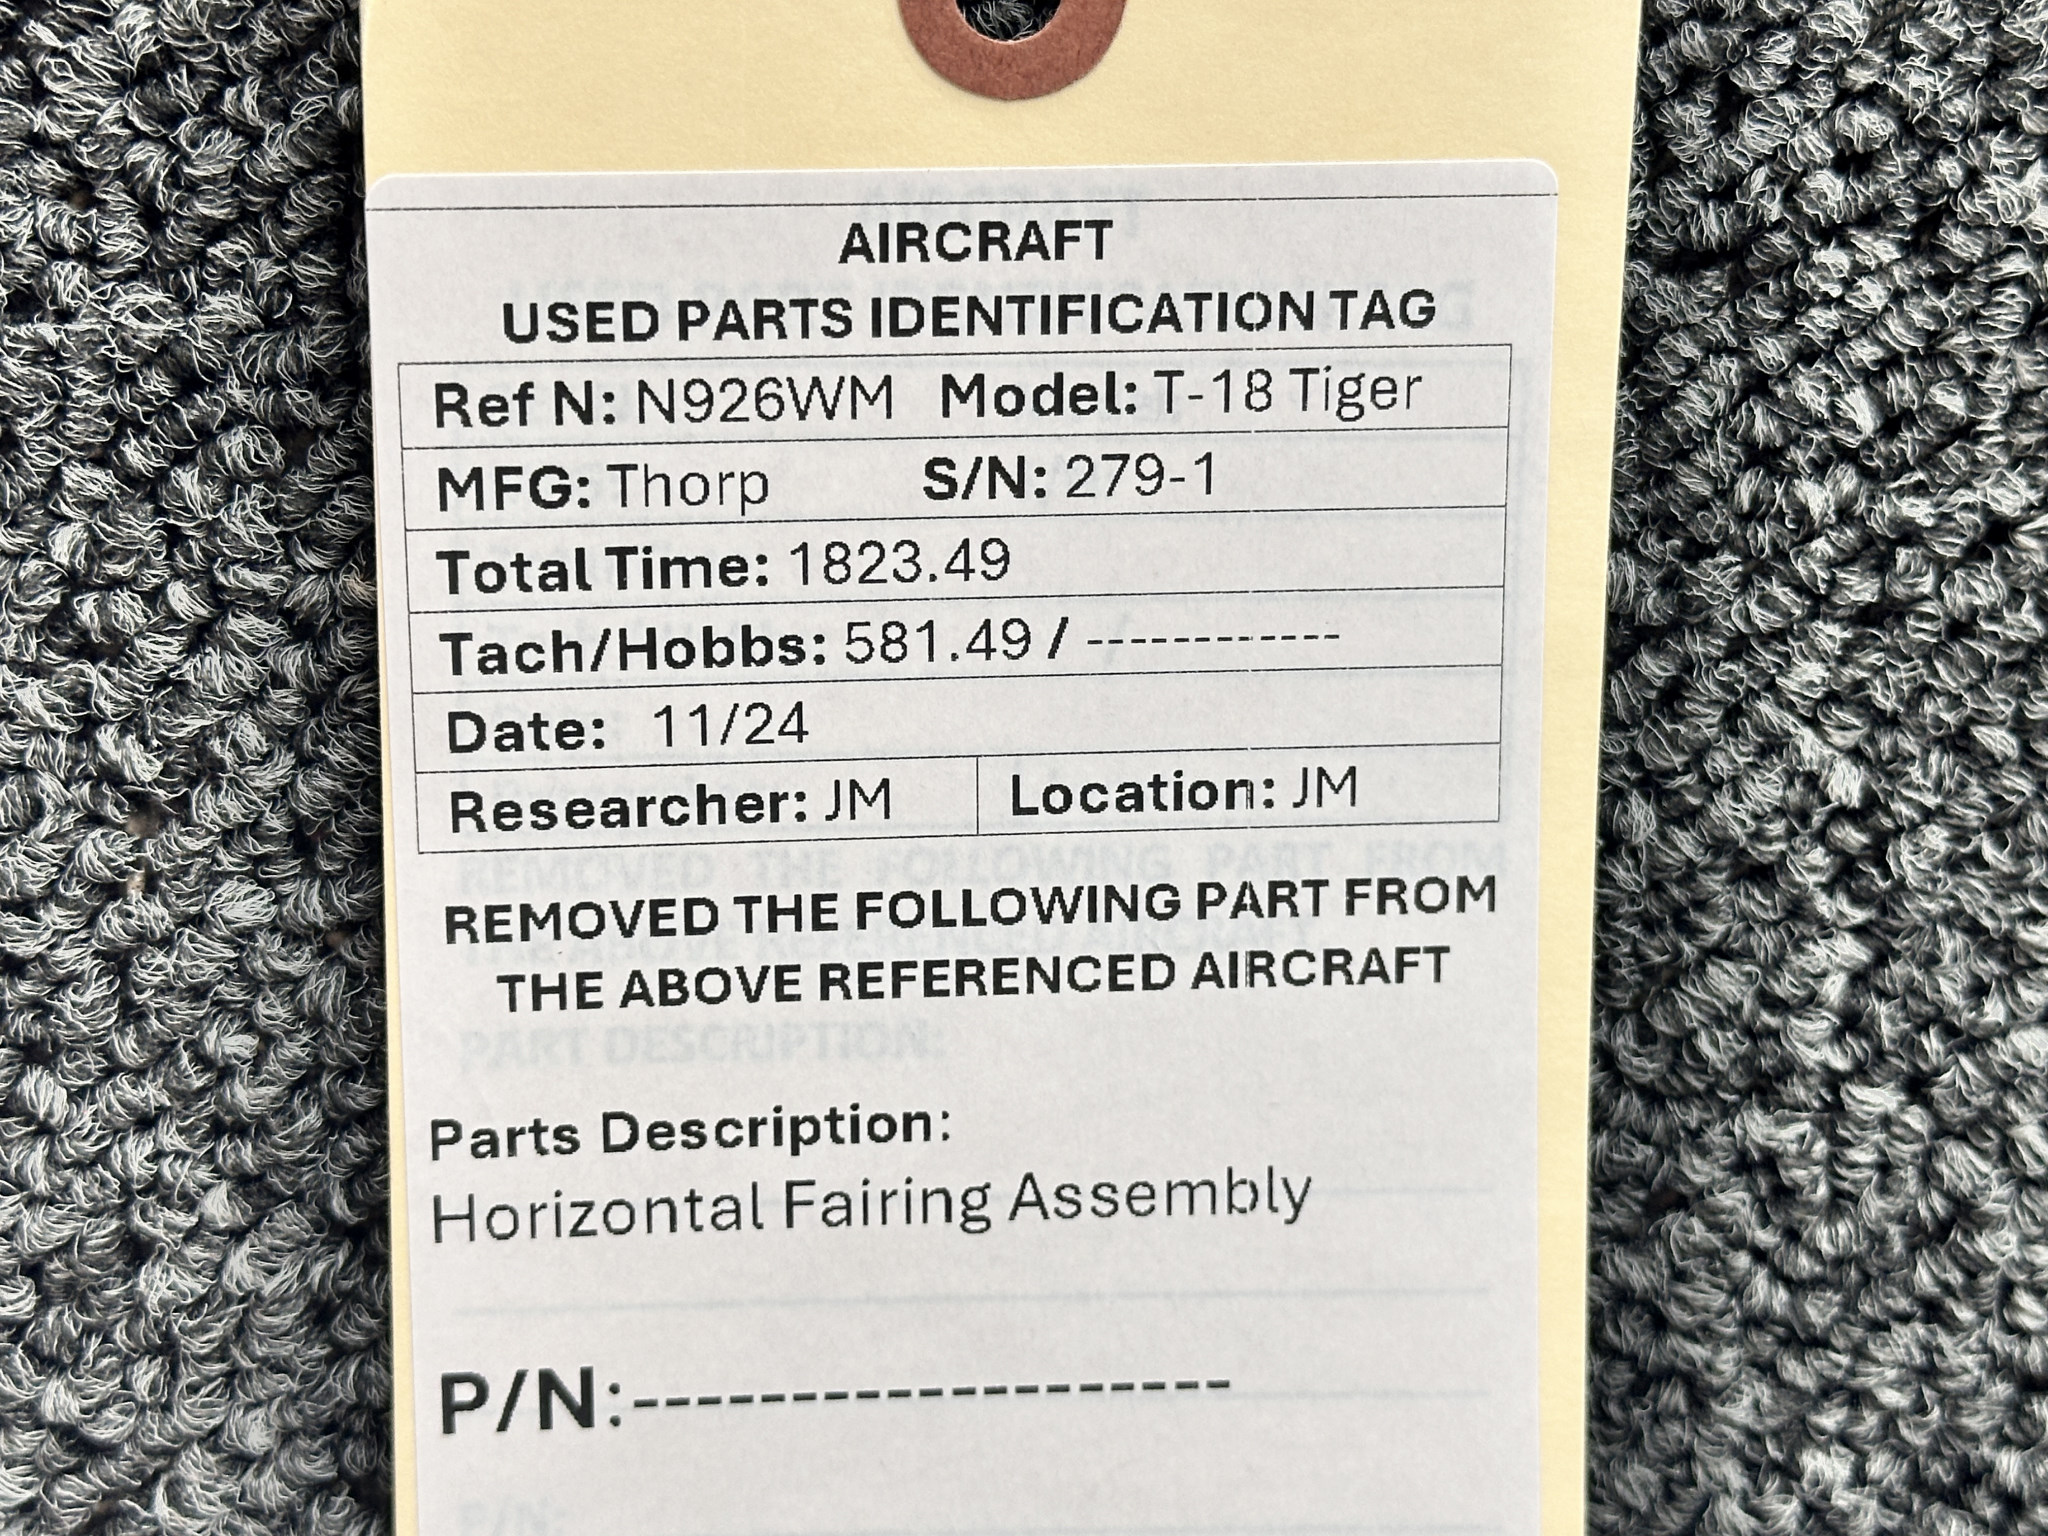 AIRCRAFT
USED PARTS IDENTIFICATION TAG
Ref N: N926WM Model: T-18 Tiger
MFG: Thorp S/N: 279-1
Total Time: 1823.49
Tach/Hobbs: 581.49 / ------------
Date: 11/24
Researcher: JM Location: JM
REMOVED THE FOLLOWING PART FROM
THE ABOVE REFERENCED AIRCRAFT
Parts Description:
Horizontal Fairing Assembly
P/N:-------------------